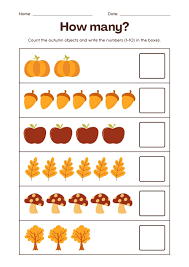 Name: Date:
How many?
Count the autumn objects and write the numbers (1-10) in the boxes.